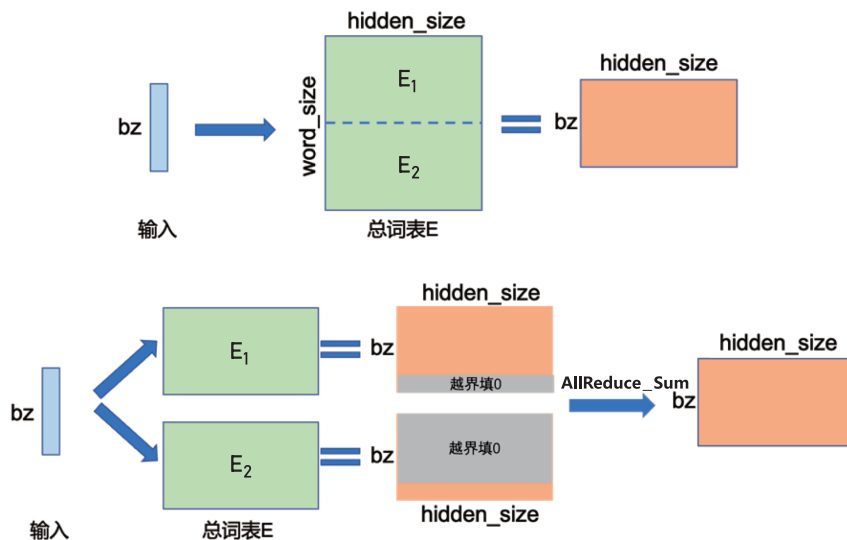 hidden_size
bz
word_size
E₁
E₂
hidden_size
bz
输入
总词表E
hidden_size
E₁
bz
越界填0
AllReduce_Sum
hidden_size
bz
bz
E₂
bz
越界填0
hidden_size
输入
总词表E